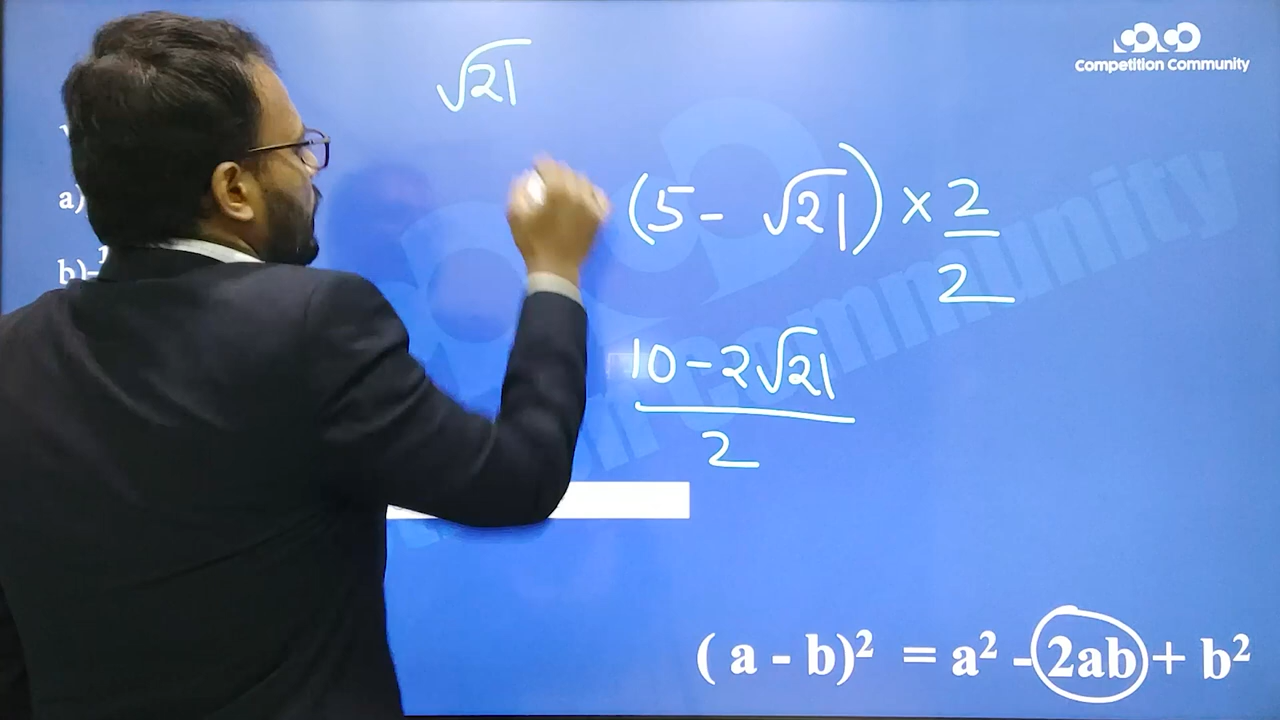 √21
Competition Community
(5 - √21) × 2/2
a)
b)-
10 - 2√21
2
(a - b)² = a² - 2ab + b²